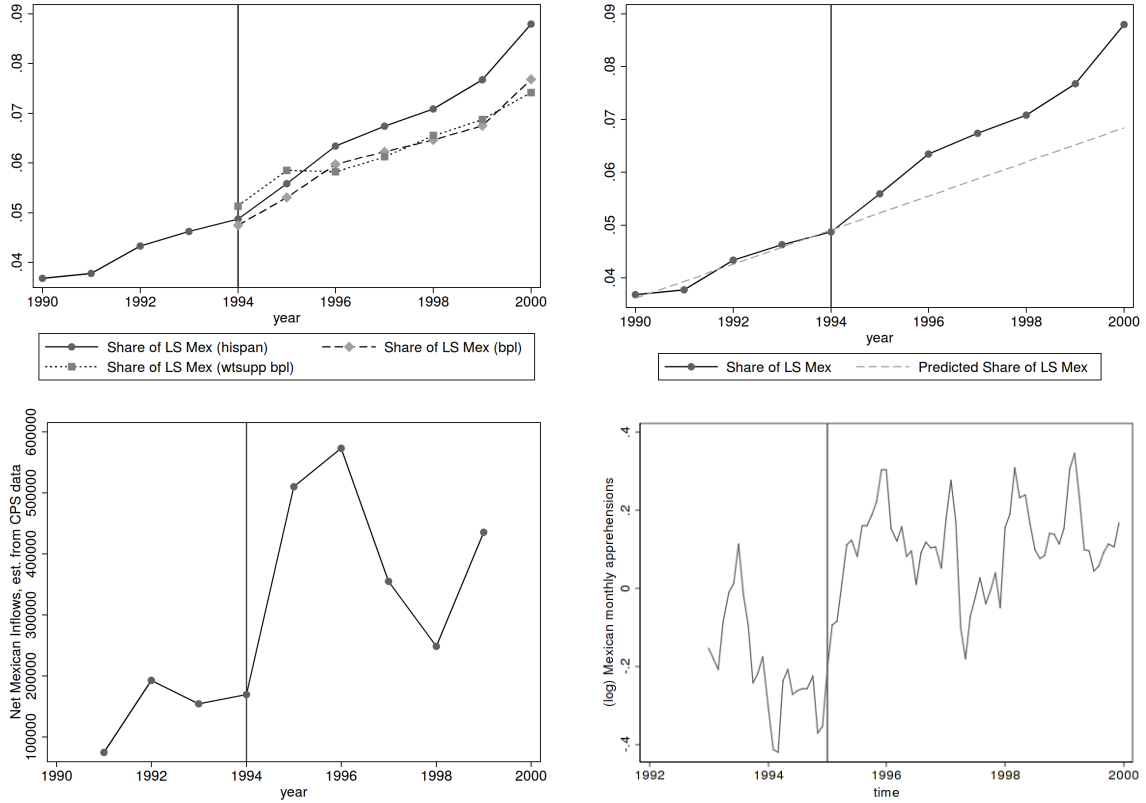 .09
.08
.07
.06
.05
.04
1990 1992 1994 1996 1998 2000
year
Share of LS Mex (hispan) Share of LS Mex (bpl)
Share of LS Mex (wtsupp bpl)
.09
.08
.07
.06
.05
.04
1990 1992 1994 1996 1998 2000
year
Share of LS Mex Predicted Share of LS Mex
Net Mexican Inflows, est. from CPS data
600000
500000
400000
300000
200000
100000
1990 1992 1994 1996 1998 2000
year
(log) Mexican monthly apprehensions
.4
.2
0
-.2
-.4
1992 1994 1996 1998 2000
time